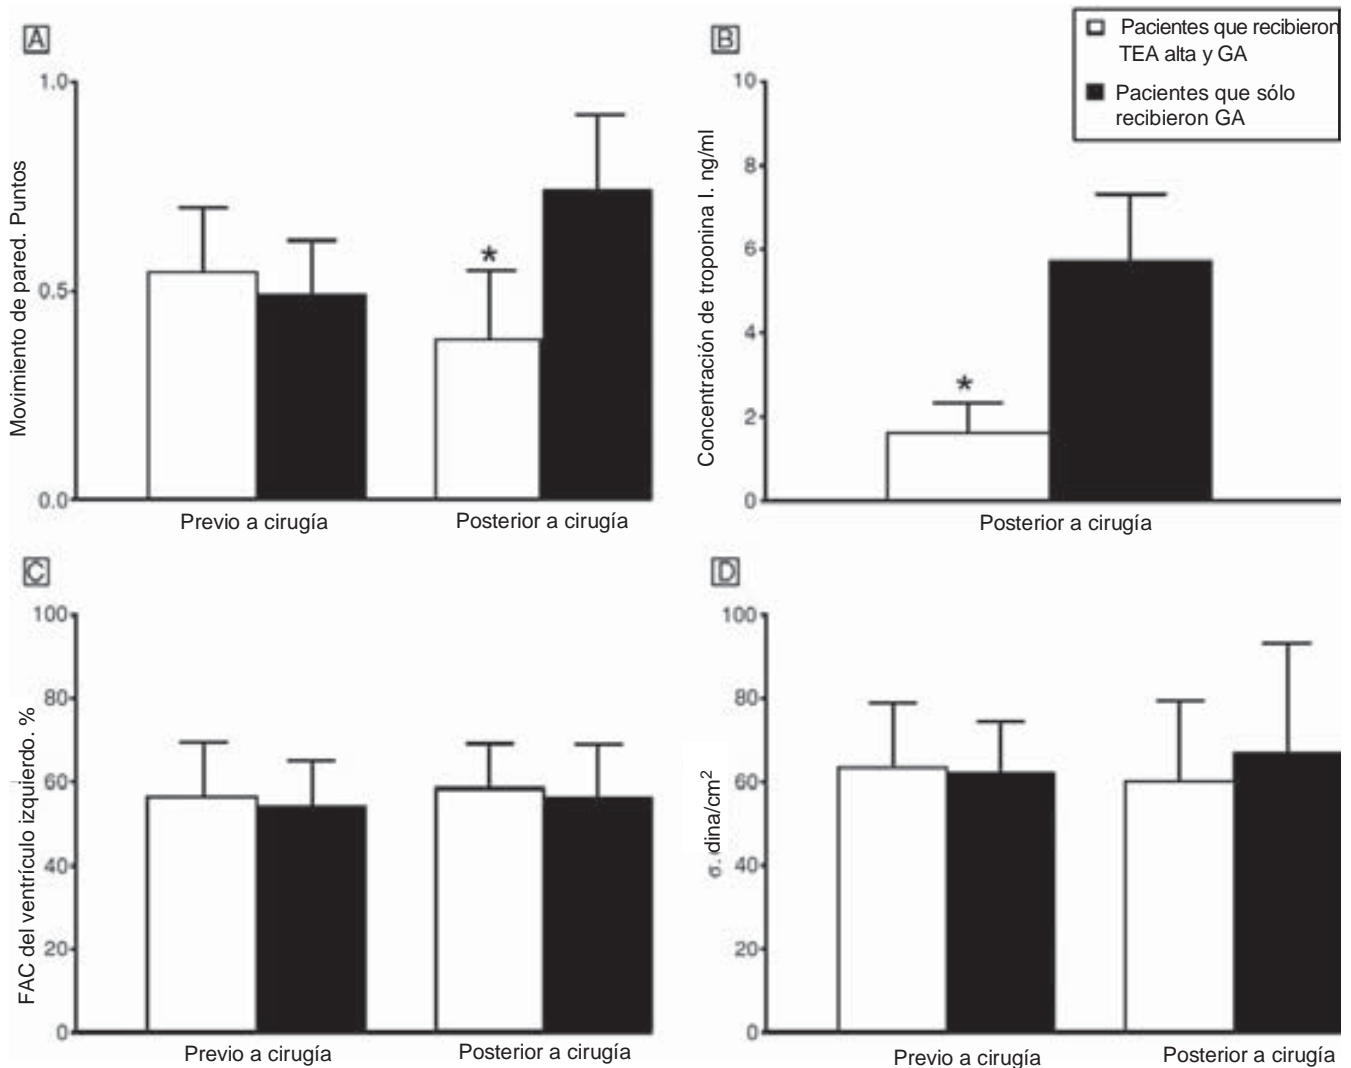 A
1.0
0.5
0.0
Movimiento de pared. Puntos
*
Previo a cirugía
Posterior a cirugía
B
Pacientes que recibieron
TEA alta y GA
Pacientes que sólo
recibieron GA
10
8
6
4
2
0
Concentración de troponina I. ng/ml
*
Posterior a cirugía
C
100
80
60
40
20
0
FAC del ventrículo izquierdo. %
Previo a cirugía
Posterior a cirugía
D
100
80
60
40
20
0
σ. dina/cm²
Previo a cirugía
Posterior a cirugía